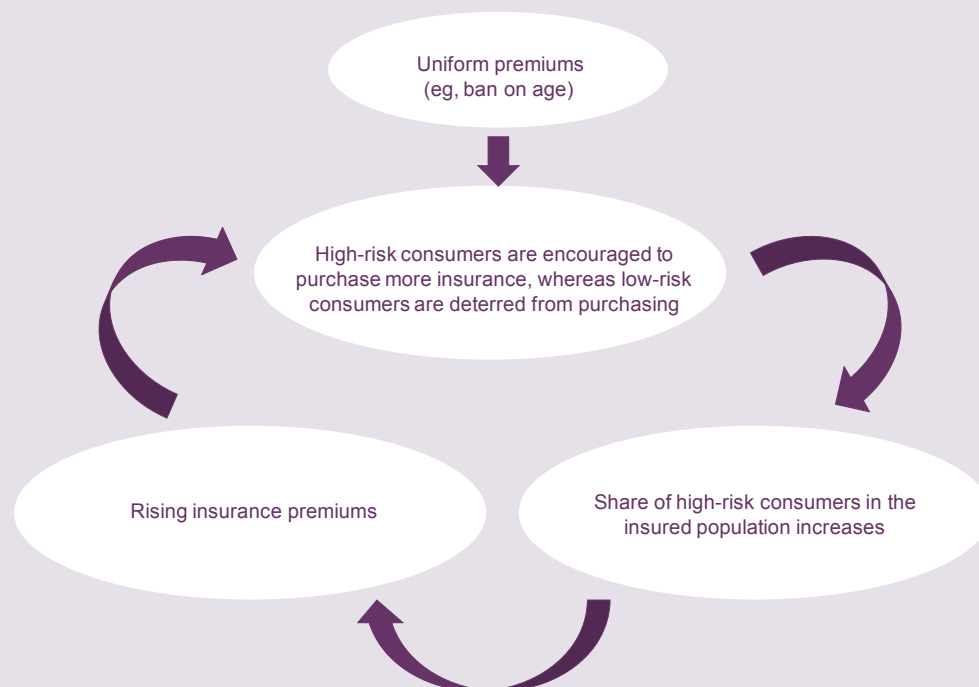 Uniform premiums
(eg, ban on age)
High-risk consumers are encouraged to
purchase more insurance, whereas low-risk
consumers are deterred from purchasing
Rising insurance premiums
Share of high-risk consumers in the
insured population increases